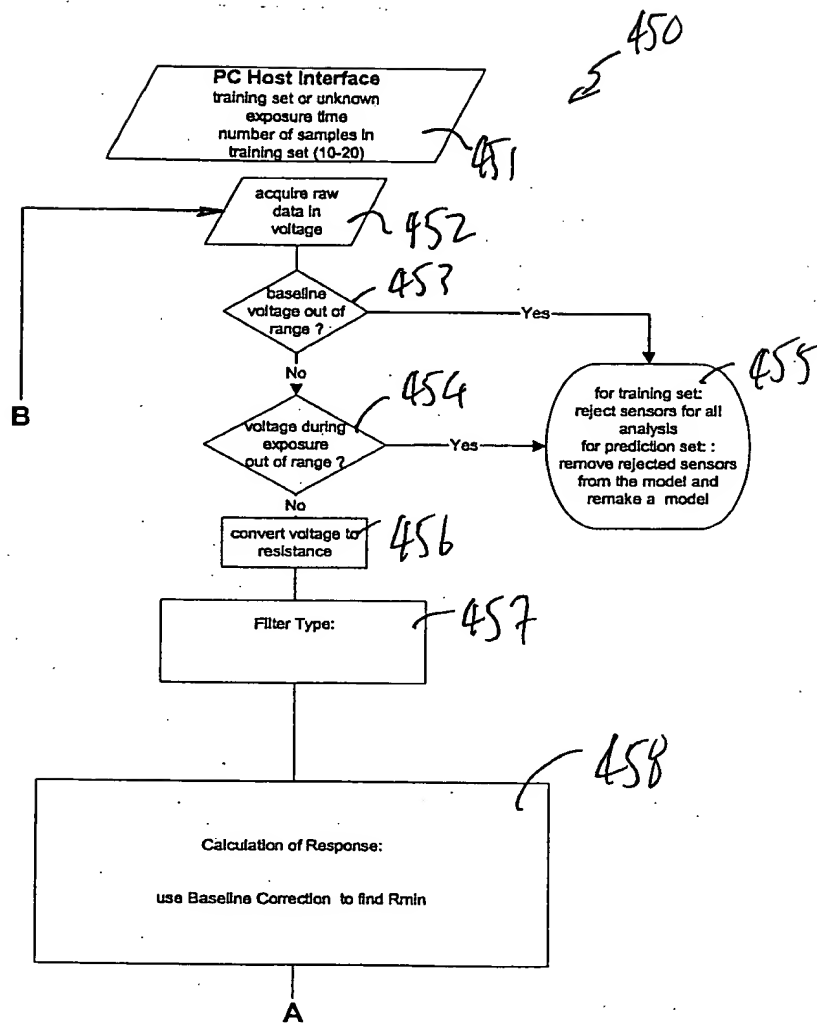 450
PC Host Interface
training set or unknown
exposure time
number of samples in
training set (10-20)
451
acquire raw
data in
voltage
452
baseline
voltage out of
range ?
453
Yes
No
B
voltage during
exposure
out of range ?
454
Yes
for training set:
reject sensors for all
analysis
for prediction set: :
remove rejected sensors
from the model and
remake a model
455
No
convert voltage to
resistance
456
Filter Type:
457
458
Calculation of Response:
use Baseline Correction to find Rmin
A